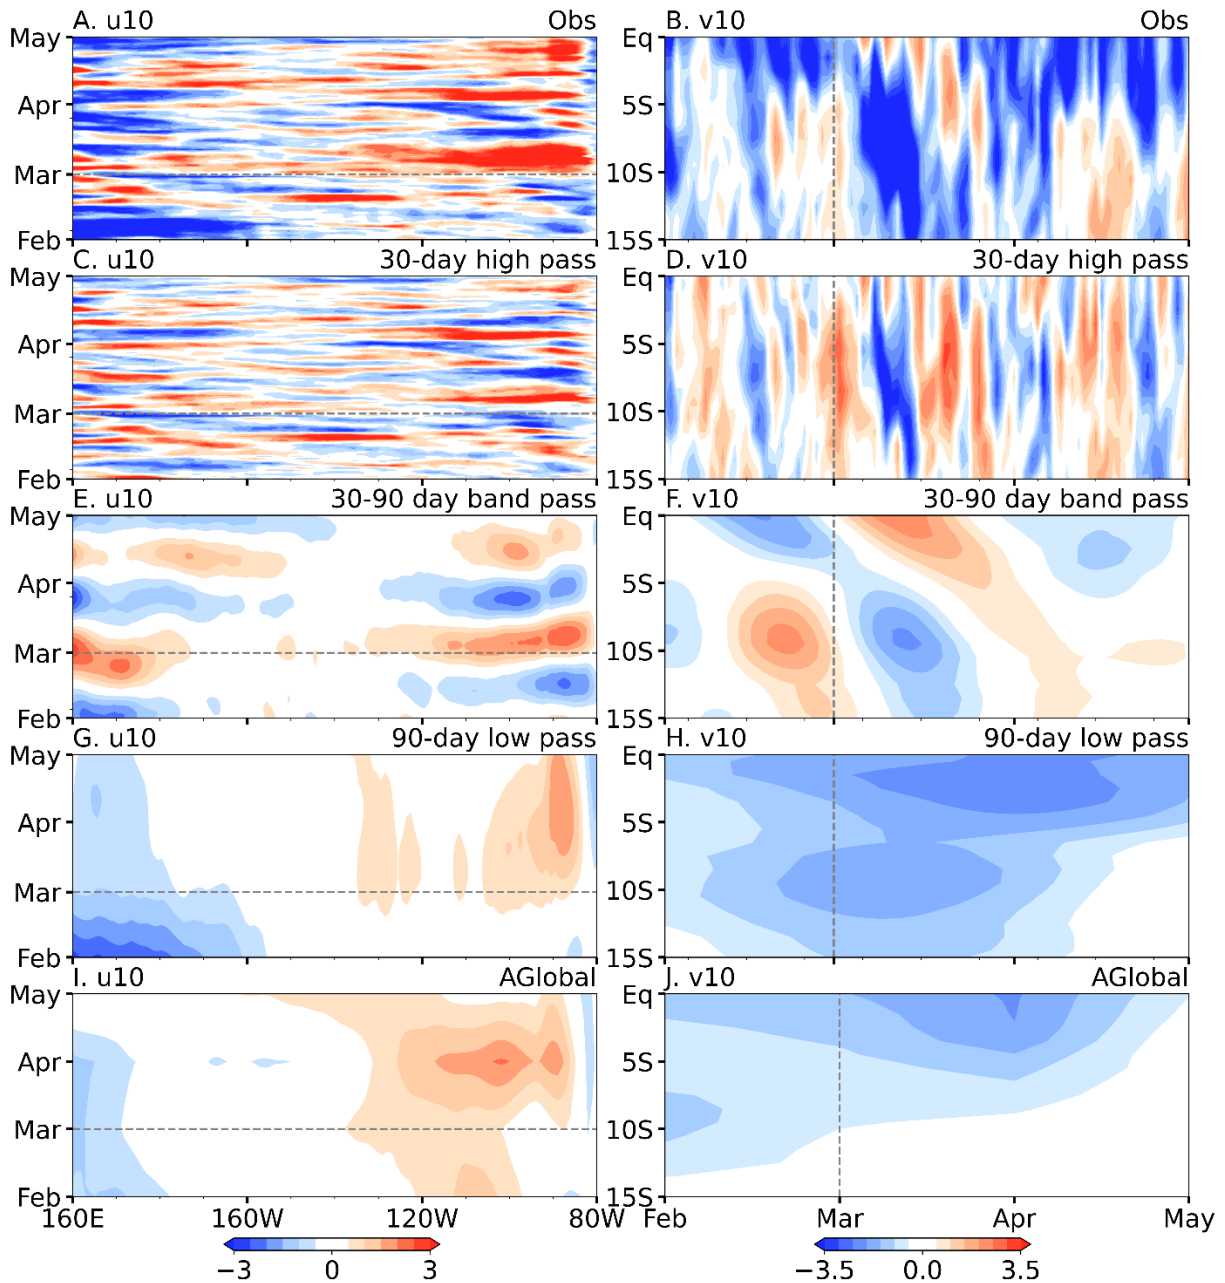 A. u10 Obs B. v10 Obs
May Eq
Apr 5S
Mar 10S
Feb 15S
C. u10 30-day high pass D. v10 30-day high pass
May Eq
Apr 5S
Mar 10S
Feb 15S
E. u10 30-90 day band pass F. v10 30-90 day band pass
May Eq
Apr 5S
Mar 10S
Feb 15S
G. u10 90-day low pass H. v10 90-day low pass
May Eq
Apr 5S
Mar 10S
Feb 15S
I. u10 AGlobal J. v10 AGlobal
May Eq
Apr 5S
Mar 10S
Feb 15S
160E 160W 120W 80W Feb Mar Apr May
−3 0 3 −3.5 0.0 3.5